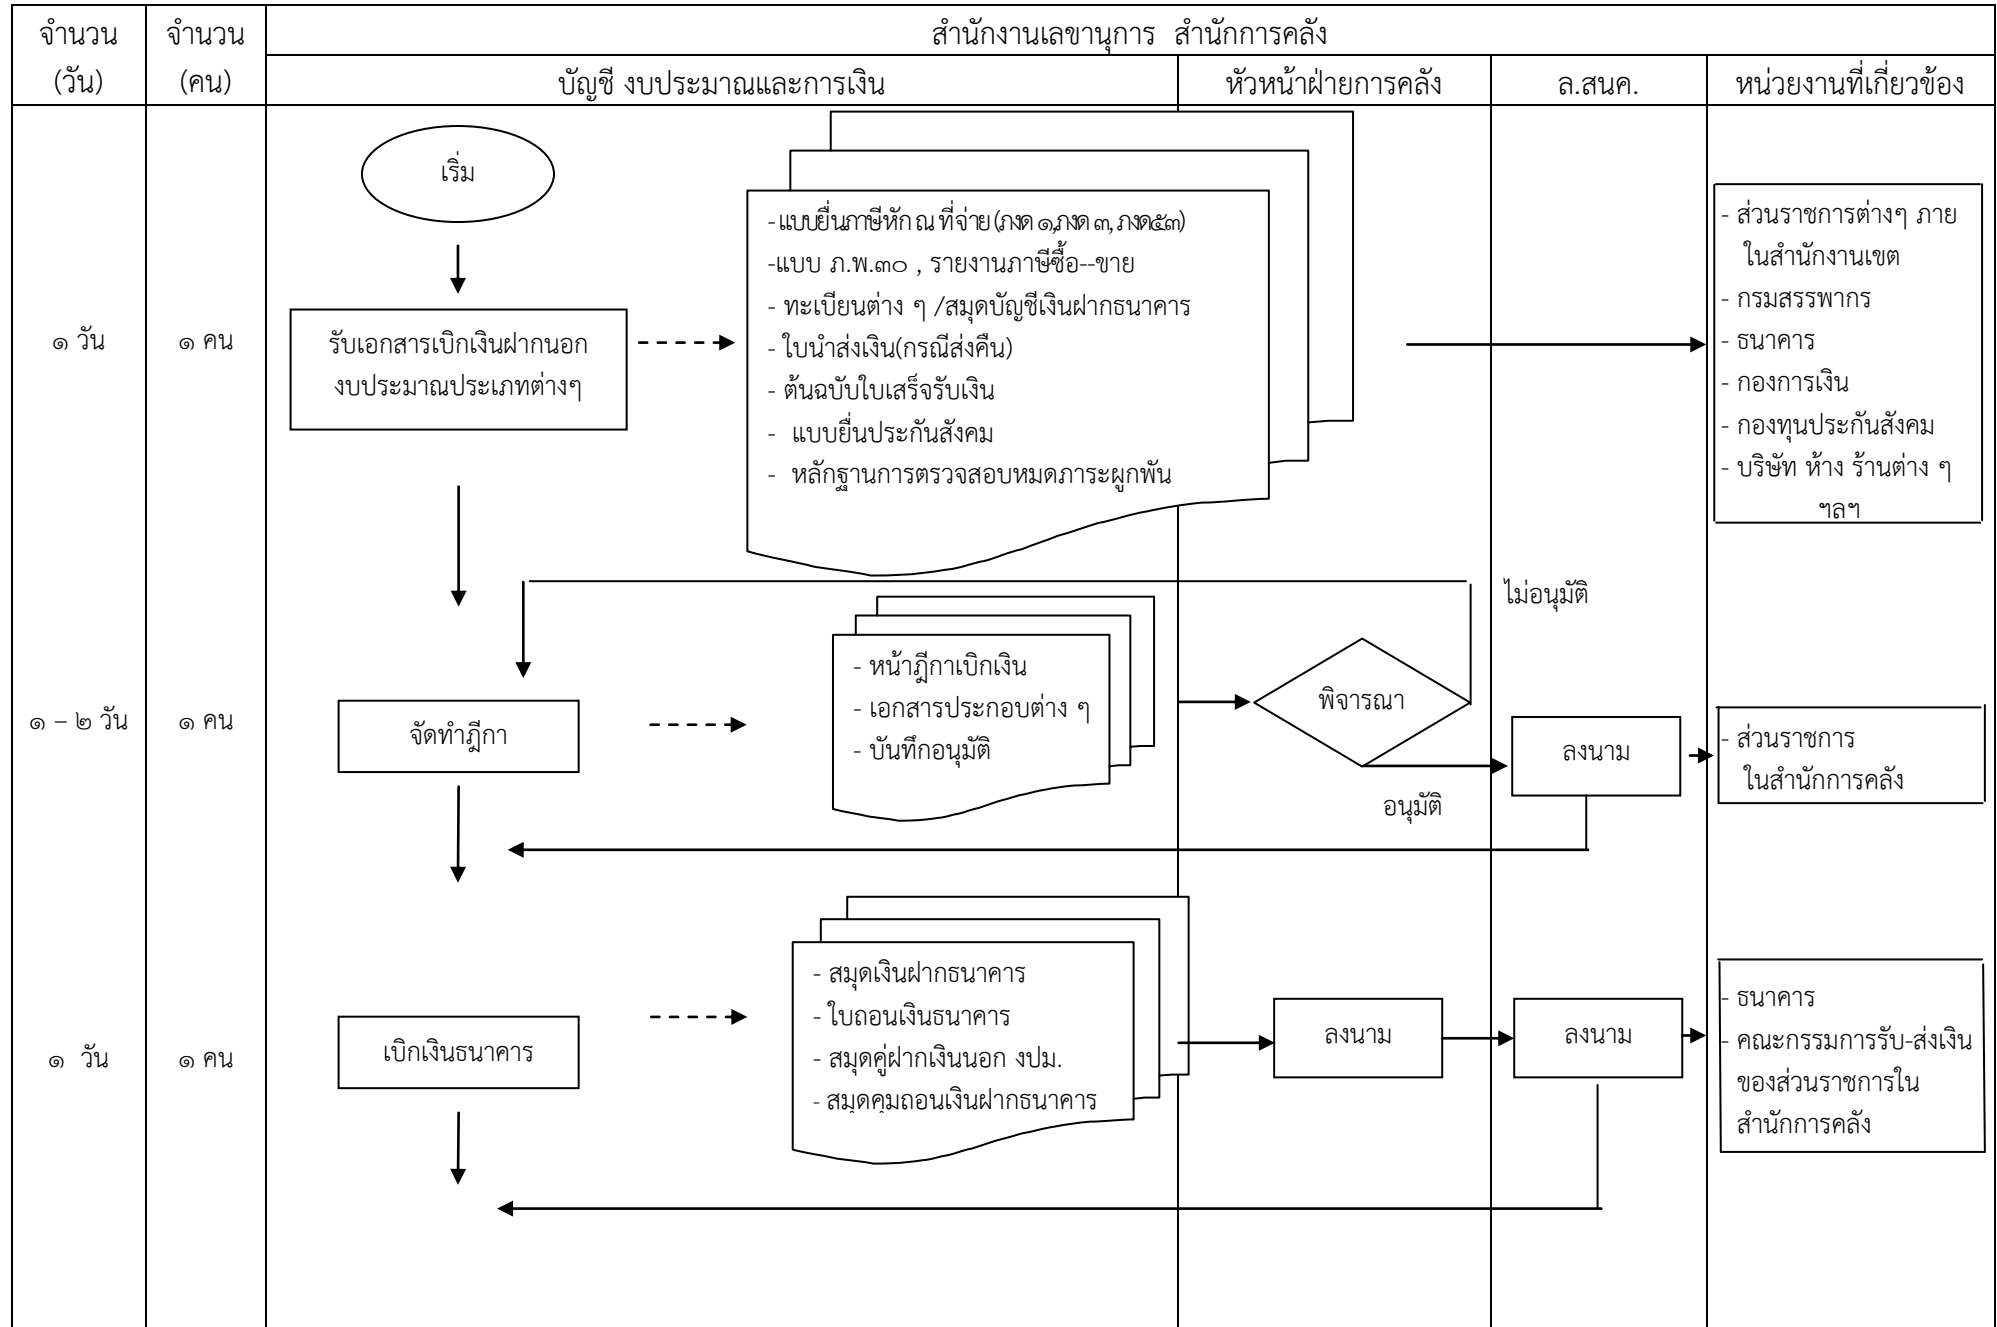 จำนวน
(วัน)
จำนวน
(คน)
สำนักงานเลขานุการ สำนักการคลัง
บัญชี งบประมาณและการเงิน
หัวหน้าฝ่ายการคลัง
ล.สนค.
หน่วยงานที่เกี่ยวข้อง
เริ่ม
๑ วัน
๑ คน
รับเอกสารเบิกเงินฝากนอก
งบประมาณประเภทต่างๆ
-แบบยื่นภาษีหัก ณ ที่จ่าย (ภงด ๑,ภงด ๓, ภงด๕๓)
-แบบ ภ.พ.๓๐ , รายงานภาษีซื้อ--ขาย
- ทะเบียนต่าง ๆ /สมุดบัญชีเงินฝากธนาคาร
- ใบนำส่งเงิน(กรณีส่งคืน)
- ต้นฉบับใบเสร็จรับเงิน
- แบบยื่นประกันสังคม
- หลักฐานการตรวจสอบหมดภาระผูกพัน
- ส่วนราชการต่างๆ ภาย
ในสำนักงานเขต
- กรมสรรพากร
- ธนาคาร
- กองการเงิน
- กองทุนประกันสังคม
- บริษัท ห้าง ร้านต่าง ๆ
ฯลฯ
ไม่อนุมัติ
๑ – ๒ วัน
๑ คน
จัดทำฎีกา
- หน้าฎีกาเบิกเงิน
- เอกสารประกอบต่าง ๆ
- บันทึกอนุมัติ
พิจารณา
อนุมัติ
ลงนาม
- ส่วนราชการ
ในสำนักการคลัง
๑ วัน
๑ คน
เบิกเงินธนาคาร
- สมุดเงินฝากธนาคาร
- ใบถอนเงินธนาคาร
- สมุดคู่ฝากเงินนอก งปม.
- สมุดคุมถอนเงินฝากธนาคาร
ลงนาม
ลงนาม
- ธนาคาร
- คณะกรรมการรับ-ส่งเงิน
ของส่วนราชการใน
สำนักการคลัง